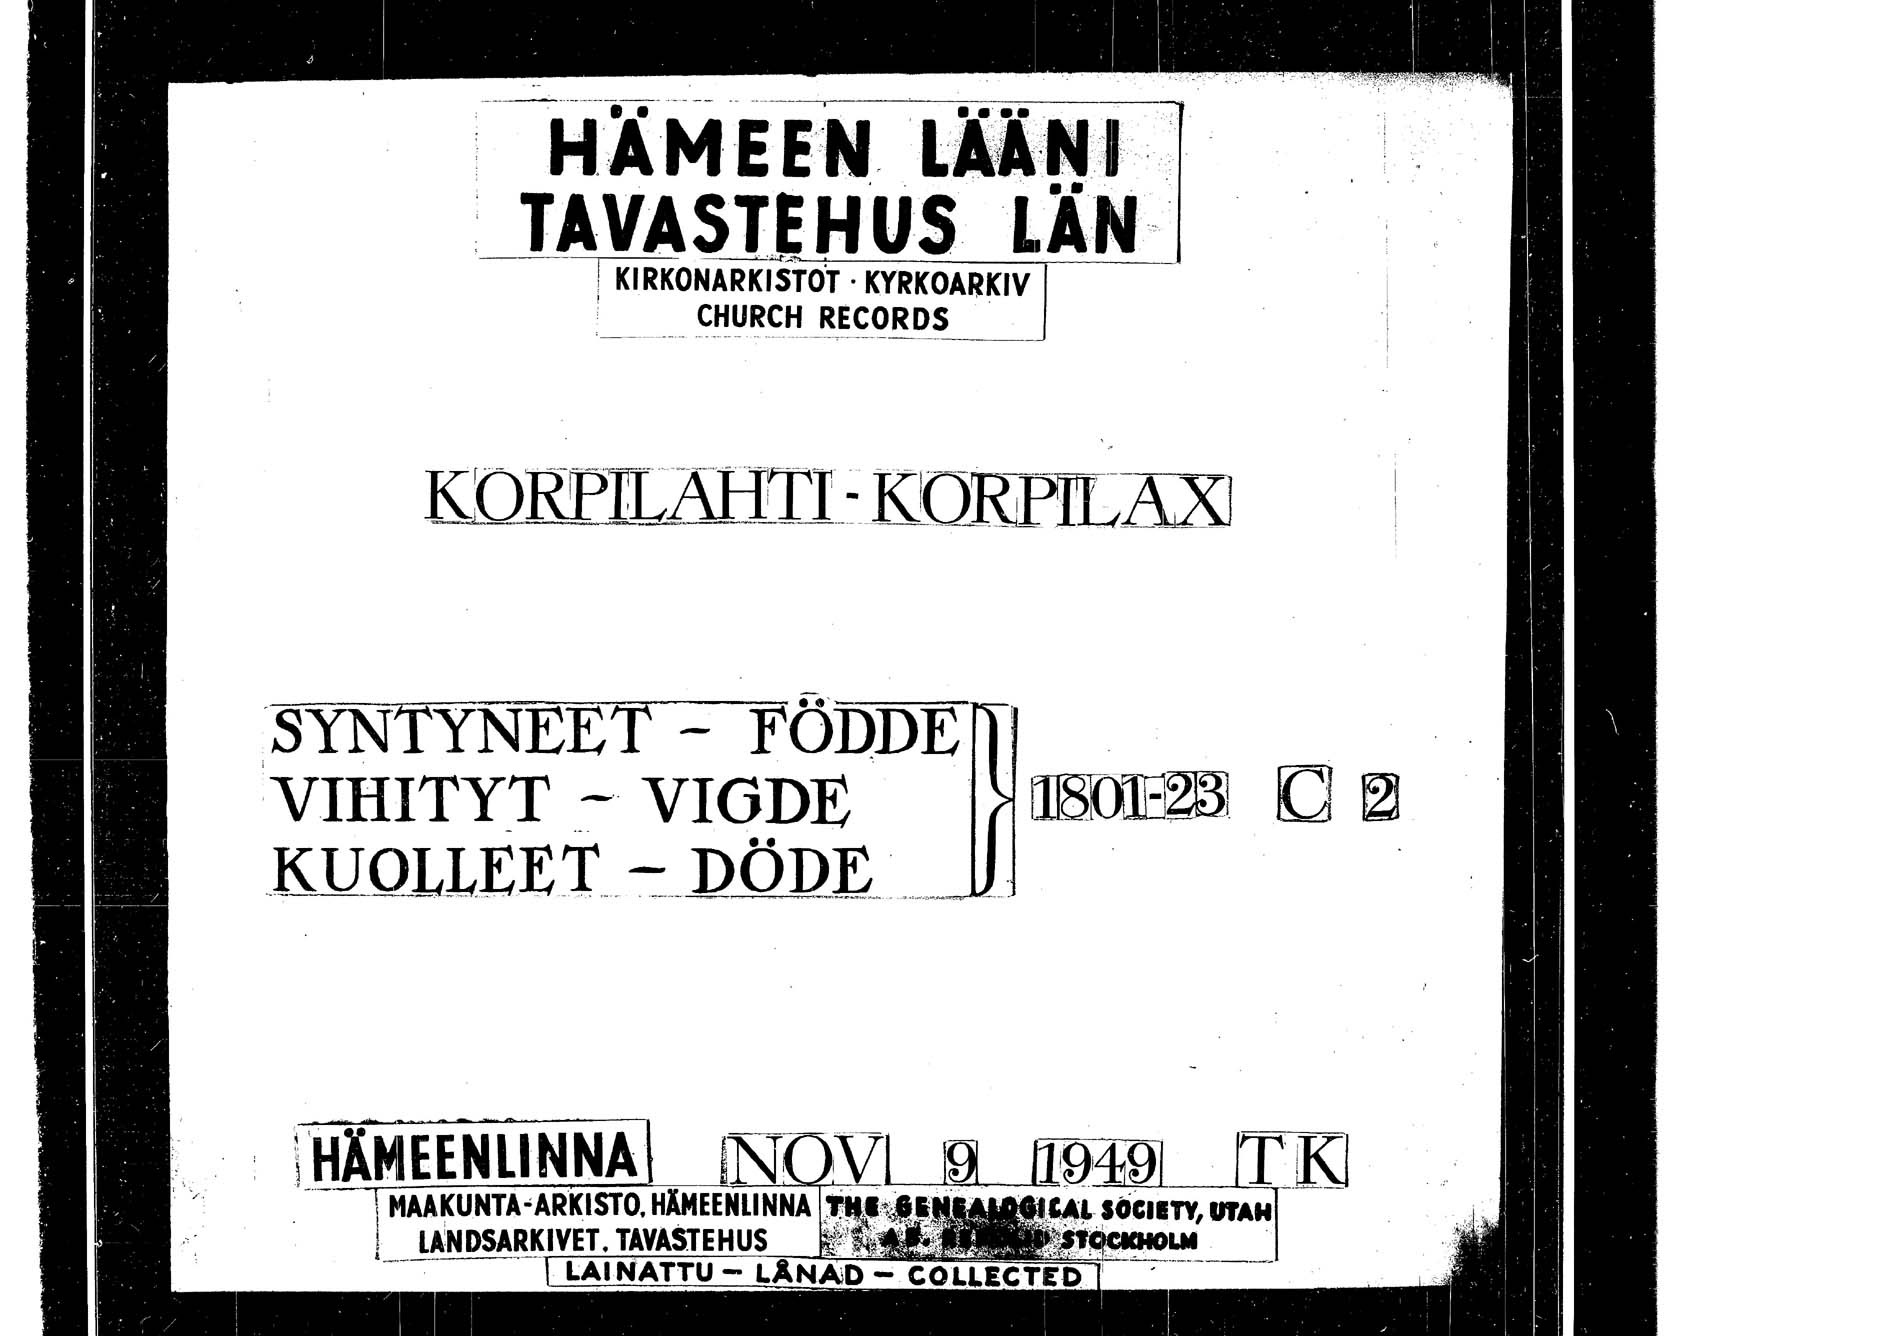 HÄMEEN LÄÄNI
TAVASTEHUS LÄN
KIRKONARKISTOT · KYRKOARKIV
CHURCH RECORDS
KORPILAHTI - KORPILAX
SYNTYNEET – FÖDDE
VIHITYT – VIGDE
KUOLLEET – DÖDE
1801-23 C 2
HÄMEENLINNA NOV 9 1949 TK
MAAKUNTA-ARKISTO, HÄMEENLINNA
LANDSARKIVET. TAVASTEHUS
THE GENEALOGICAL SOCIETY, UTAH
AB. STOCKHOLM
LAINATTU – LÅNAD – COLLECTED